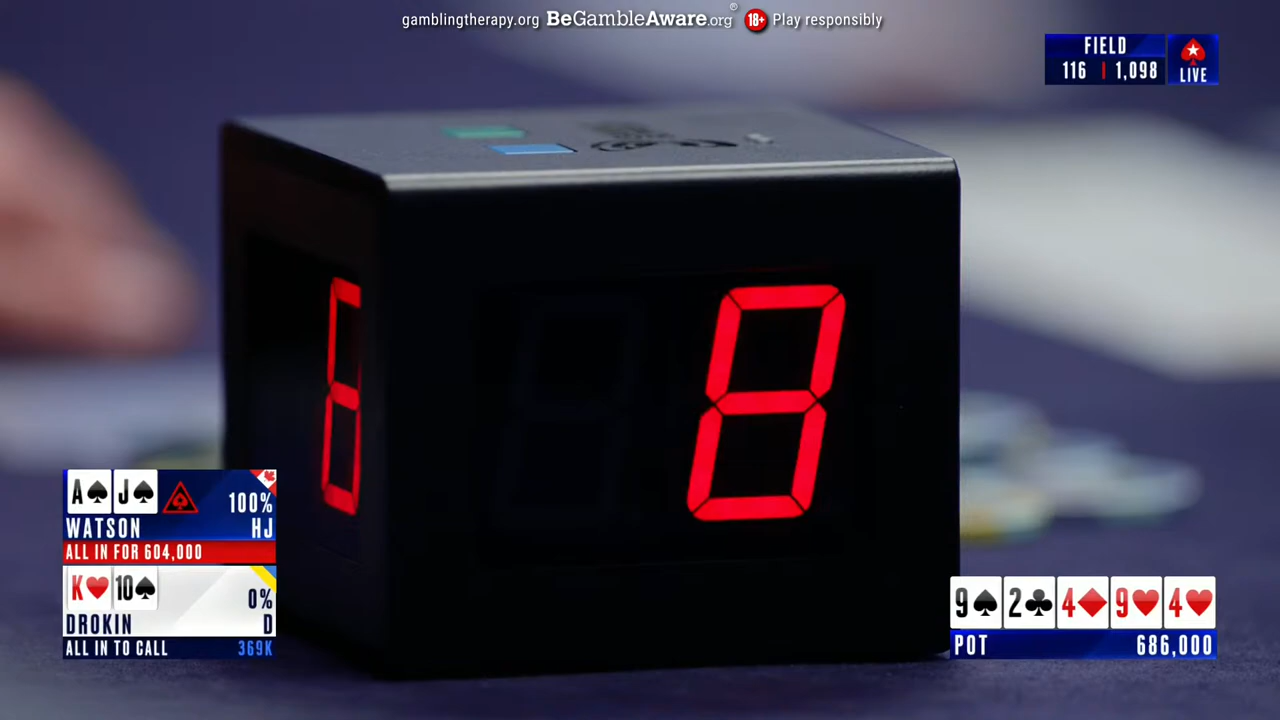 gamblingtherapy.org BeGambleAware.org® 18+ Play responsibly
FIELD
116 | 1,098
LIVE
8
A♠ J♠ 100%
WATSON HJ
ALL IN FOR 604,000
K♥ 10♠ 0%
DROKIN D
ALL IN TO CALL 369K
9♠ 2♣ 4♦ 9♥ 4♥
POT 686,000